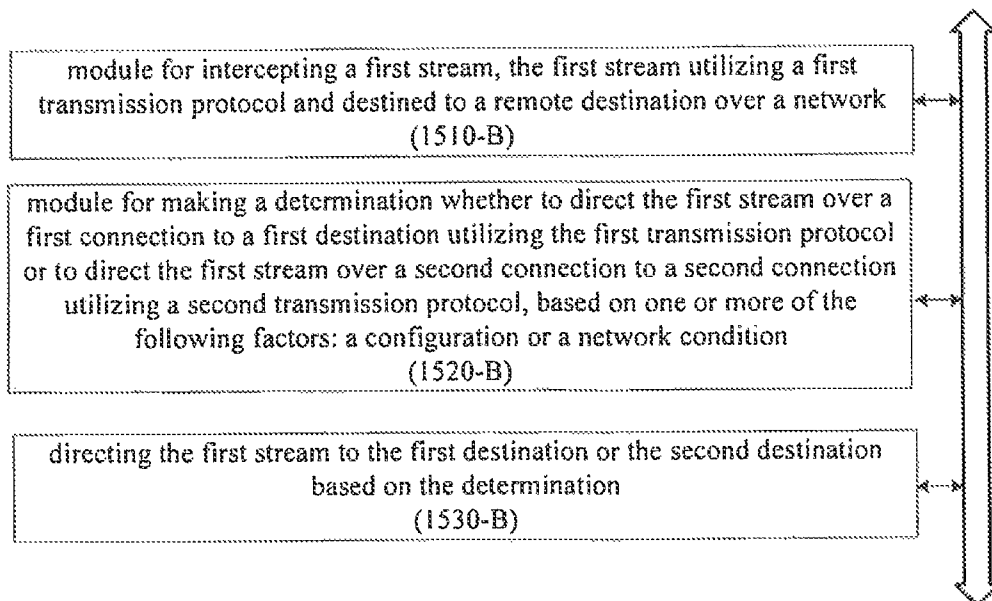 module for intercepting a first stream, the first stream utilizing a first
transmission protocol and destined to a remote destination over a network
(1510-B)
module for making a determination whether to direct the first stream over a
first connection to a first destination utilizing the first transmission protocol
or to direct the first stream over a second connection to a second connection
utilizing a second transmission protocol, based on one or more of the
following factors: a configuration or a network condition
(1520-B)
directing the first stream to the first destination or the second destination
based on the determination
(1530-B)